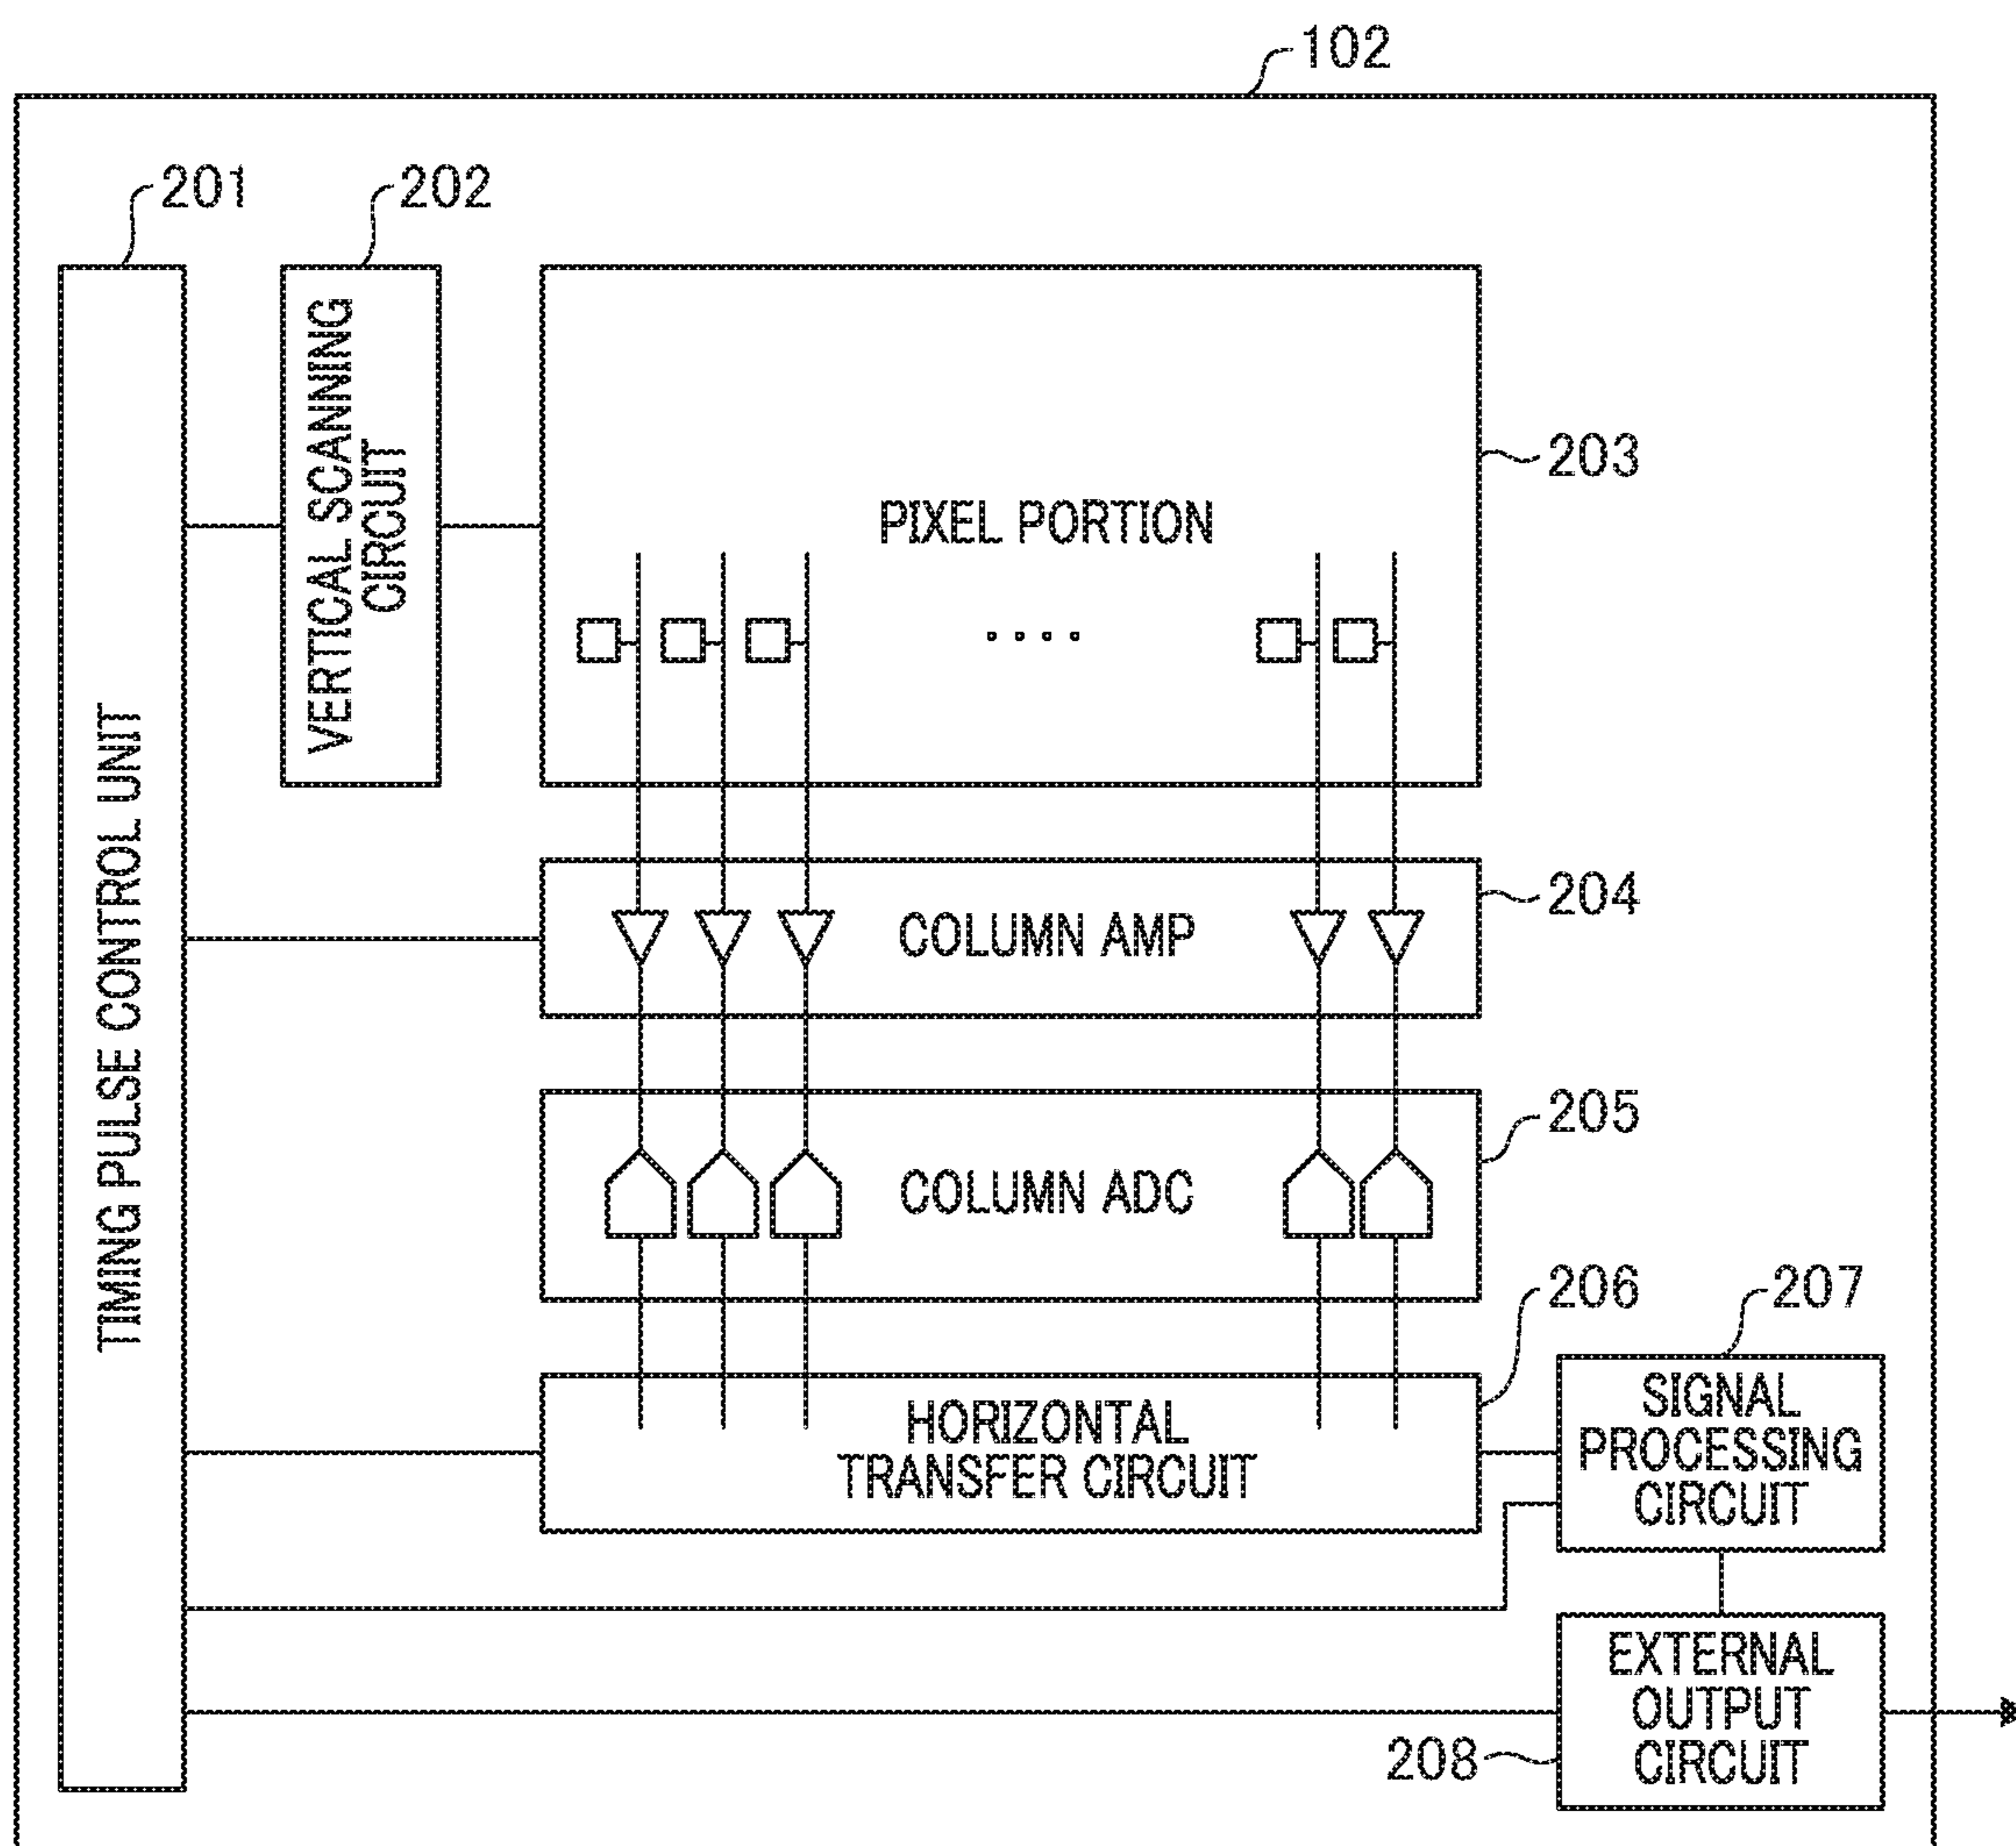 102
201
202
TIMING PULSE CONTROL UNIT
VERTICAL SCANNING
CIRCUIT
PIXEL PORTION
203
COLUMN AMP
204
COLUMN ADC
205
HORIZONTAL
TRANSFER CIRCUIT
206
207
SIGNAL
PROCESSING
CIRCUIT
EXTERNAL
OUTPUT
CIRCUIT
208